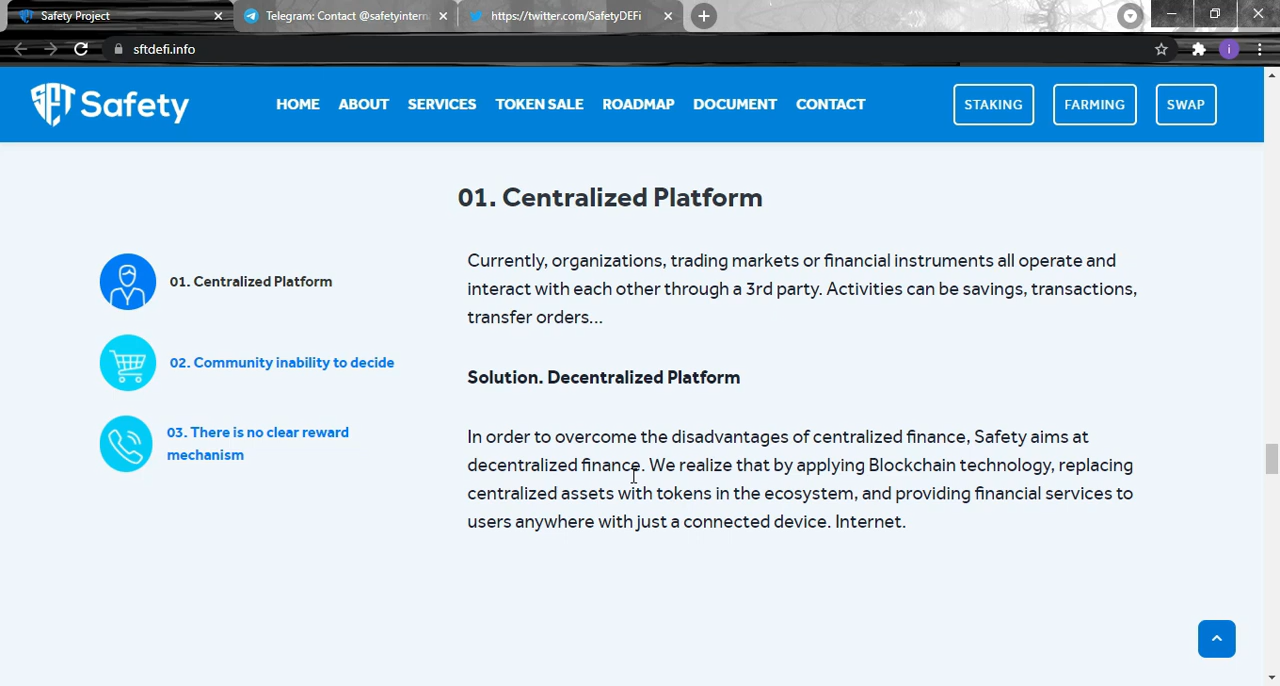 Safety Project
Telegram: Contact @safetyintern
https://twitter.com/SafetyDEFi
sftdefi.info
i
SFT Safety
HOME ABOUT SERVICES TOKEN SALE ROADMAP DOCUMENT CONTACT
STAKING FARMING SWAP
01. Centralized Platform
02. Community inability to decide
03. There is no clear reward
mechanism
01. Centralized Platform
Currently, organizations, trading markets or financial instruments all operate and
interact with each other through a 3rd party. Activities can be savings, transactions,
transfer orders...
Solution. Decentralized Platform
In order to overcome the disadvantages of centralized finance, Safety aims at
decentralized finance. We realize that by applying Blockchain technology, replacing
centralized assets with tokens in the ecosystem, and providing financial services to
users anywhere with just a connected device. Internet.